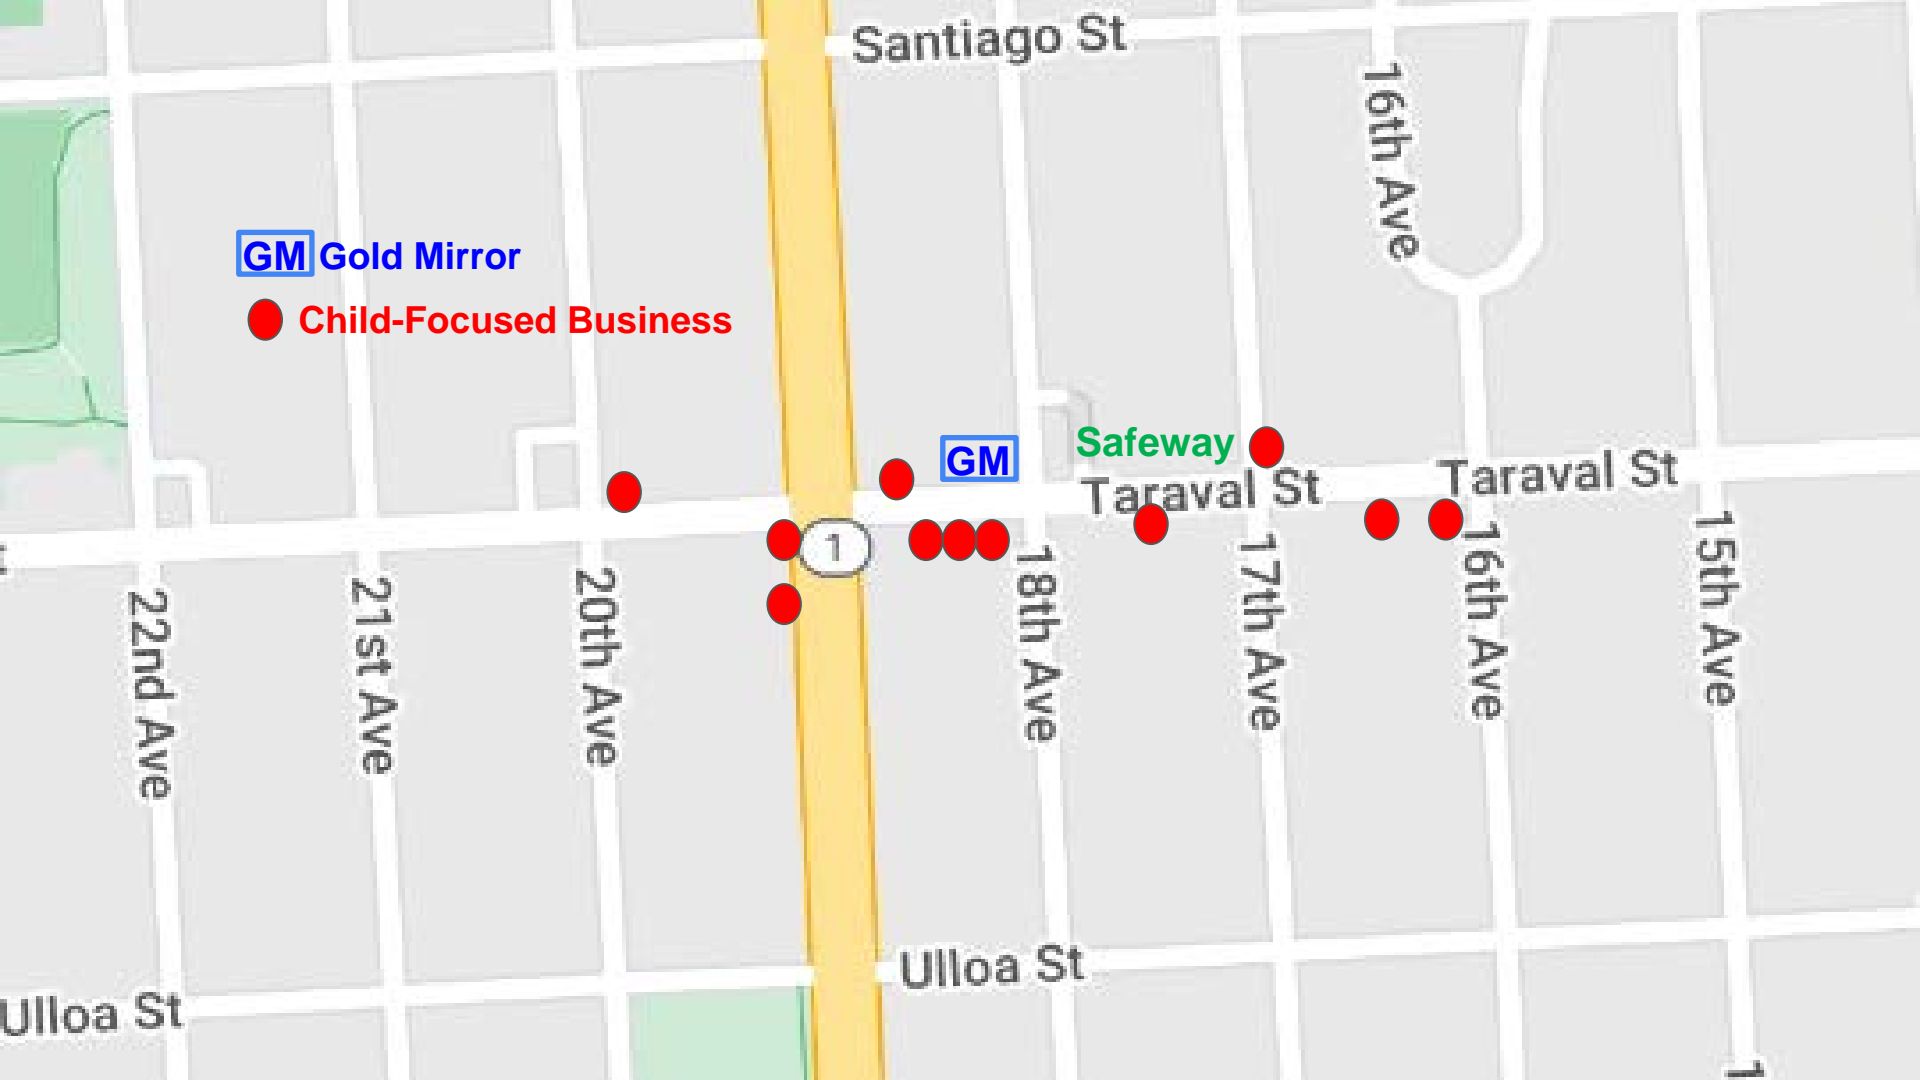 Santiago St
16th Ave
GM Gold Mirror
Child-Focused Business
GM
Safeway
Taraval St
Taraval St
1
22nd Ave
21st Ave
20th Ave
18th Ave
17th Ave
16th Ave
15th Ave
Ulloa St
Ulloa St
1